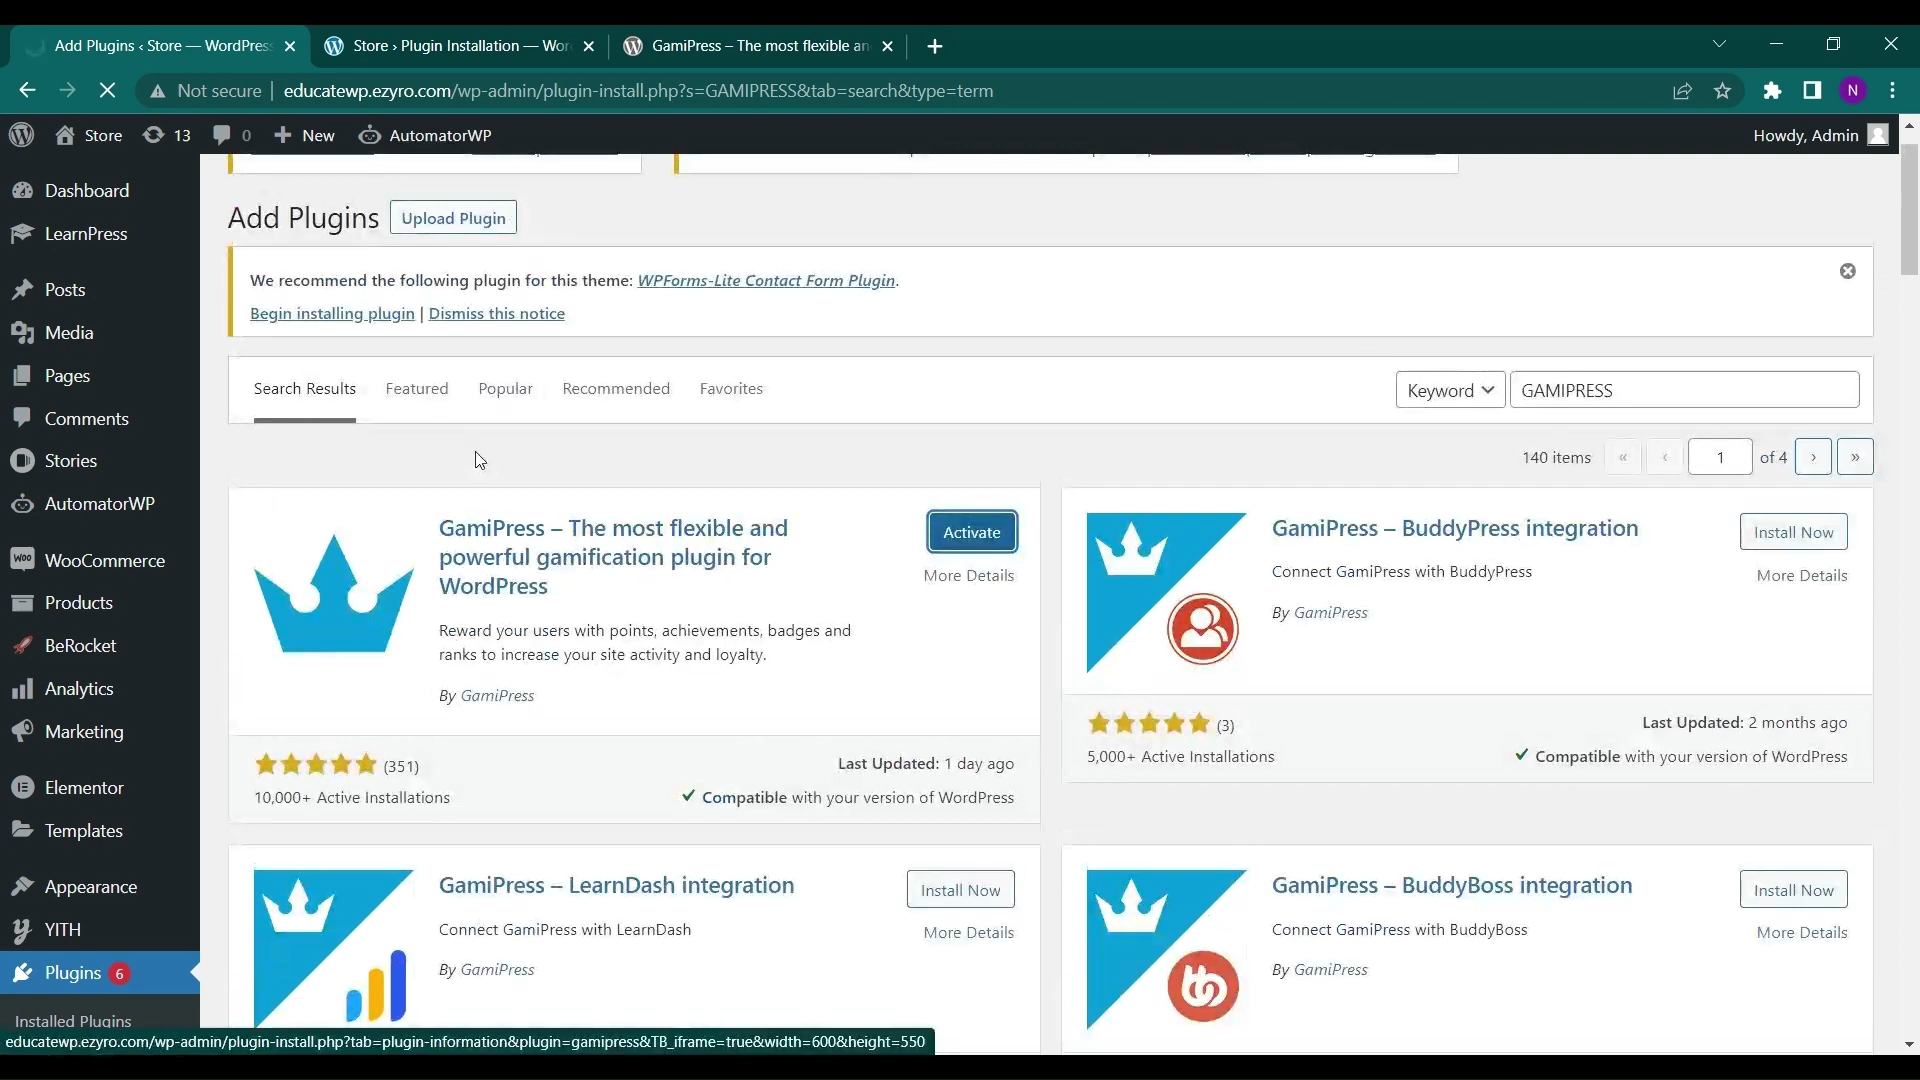 Add Plugins ‹ Store — WordPress
Store › Plugin Installation — Wor
GamiPress – The most flexible an
Not secure
educatewp.ezyro.com/wp-admin/plugin-install.php?s=GAMIPRESS&tab=search&type=term
N
Store
13
0
New
AutomatorWP
Howdy, Admin
Dashboard
LearnPress
Posts
Media
Pages
Comments
Stories
AutomatorWP
Woo
WooCommerce
Products
BeRocket
Analytics
Marketing
Elementor
Templates
Appearance
YITH
Plugins 6
Installed Plugins
Add Plugins
Upload Plugin
We recommend the following plugin for this theme: WPForms-Lite Contact Form Plugin.
Begin installing plugin | Dismiss this notice
Search Results
Featured
Popular
Recommended
Favorites
Keyword
GAMIPRESS
140 items
«
‹
1
of 4
›
»
GamiPress – The most flexible and
powerful gamification plugin for
WordPress
Activate
More Details
Reward your users with points, achievements, badges and
ranks to increase your site activity and loyalty.
By GamiPress
(351)
Last Updated: 1 day ago
10,000+ Active Installations
Compatible with your version of WordPress
GamiPress – BuddyPress integration
Install Now
More Details
Connect GamiPress with BuddyPress
By GamiPress
(3)
Last Updated: 2 months ago
5,000+ Active Installations
Compatible with your version of WordPress
GamiPress – LearnDash integration
Install Now
More Details
Connect GamiPress with LearnDash
By GamiPress
GamiPress – BuddyBoss integration
Install Now
More Details
Connect GamiPress with BuddyBoss
By GamiPress
educatewp.ezyro.com/wp-admin/plugin-install.php?tab=plugin-information&plugin=gamipress&TB_iframe=true&width=600&height=550